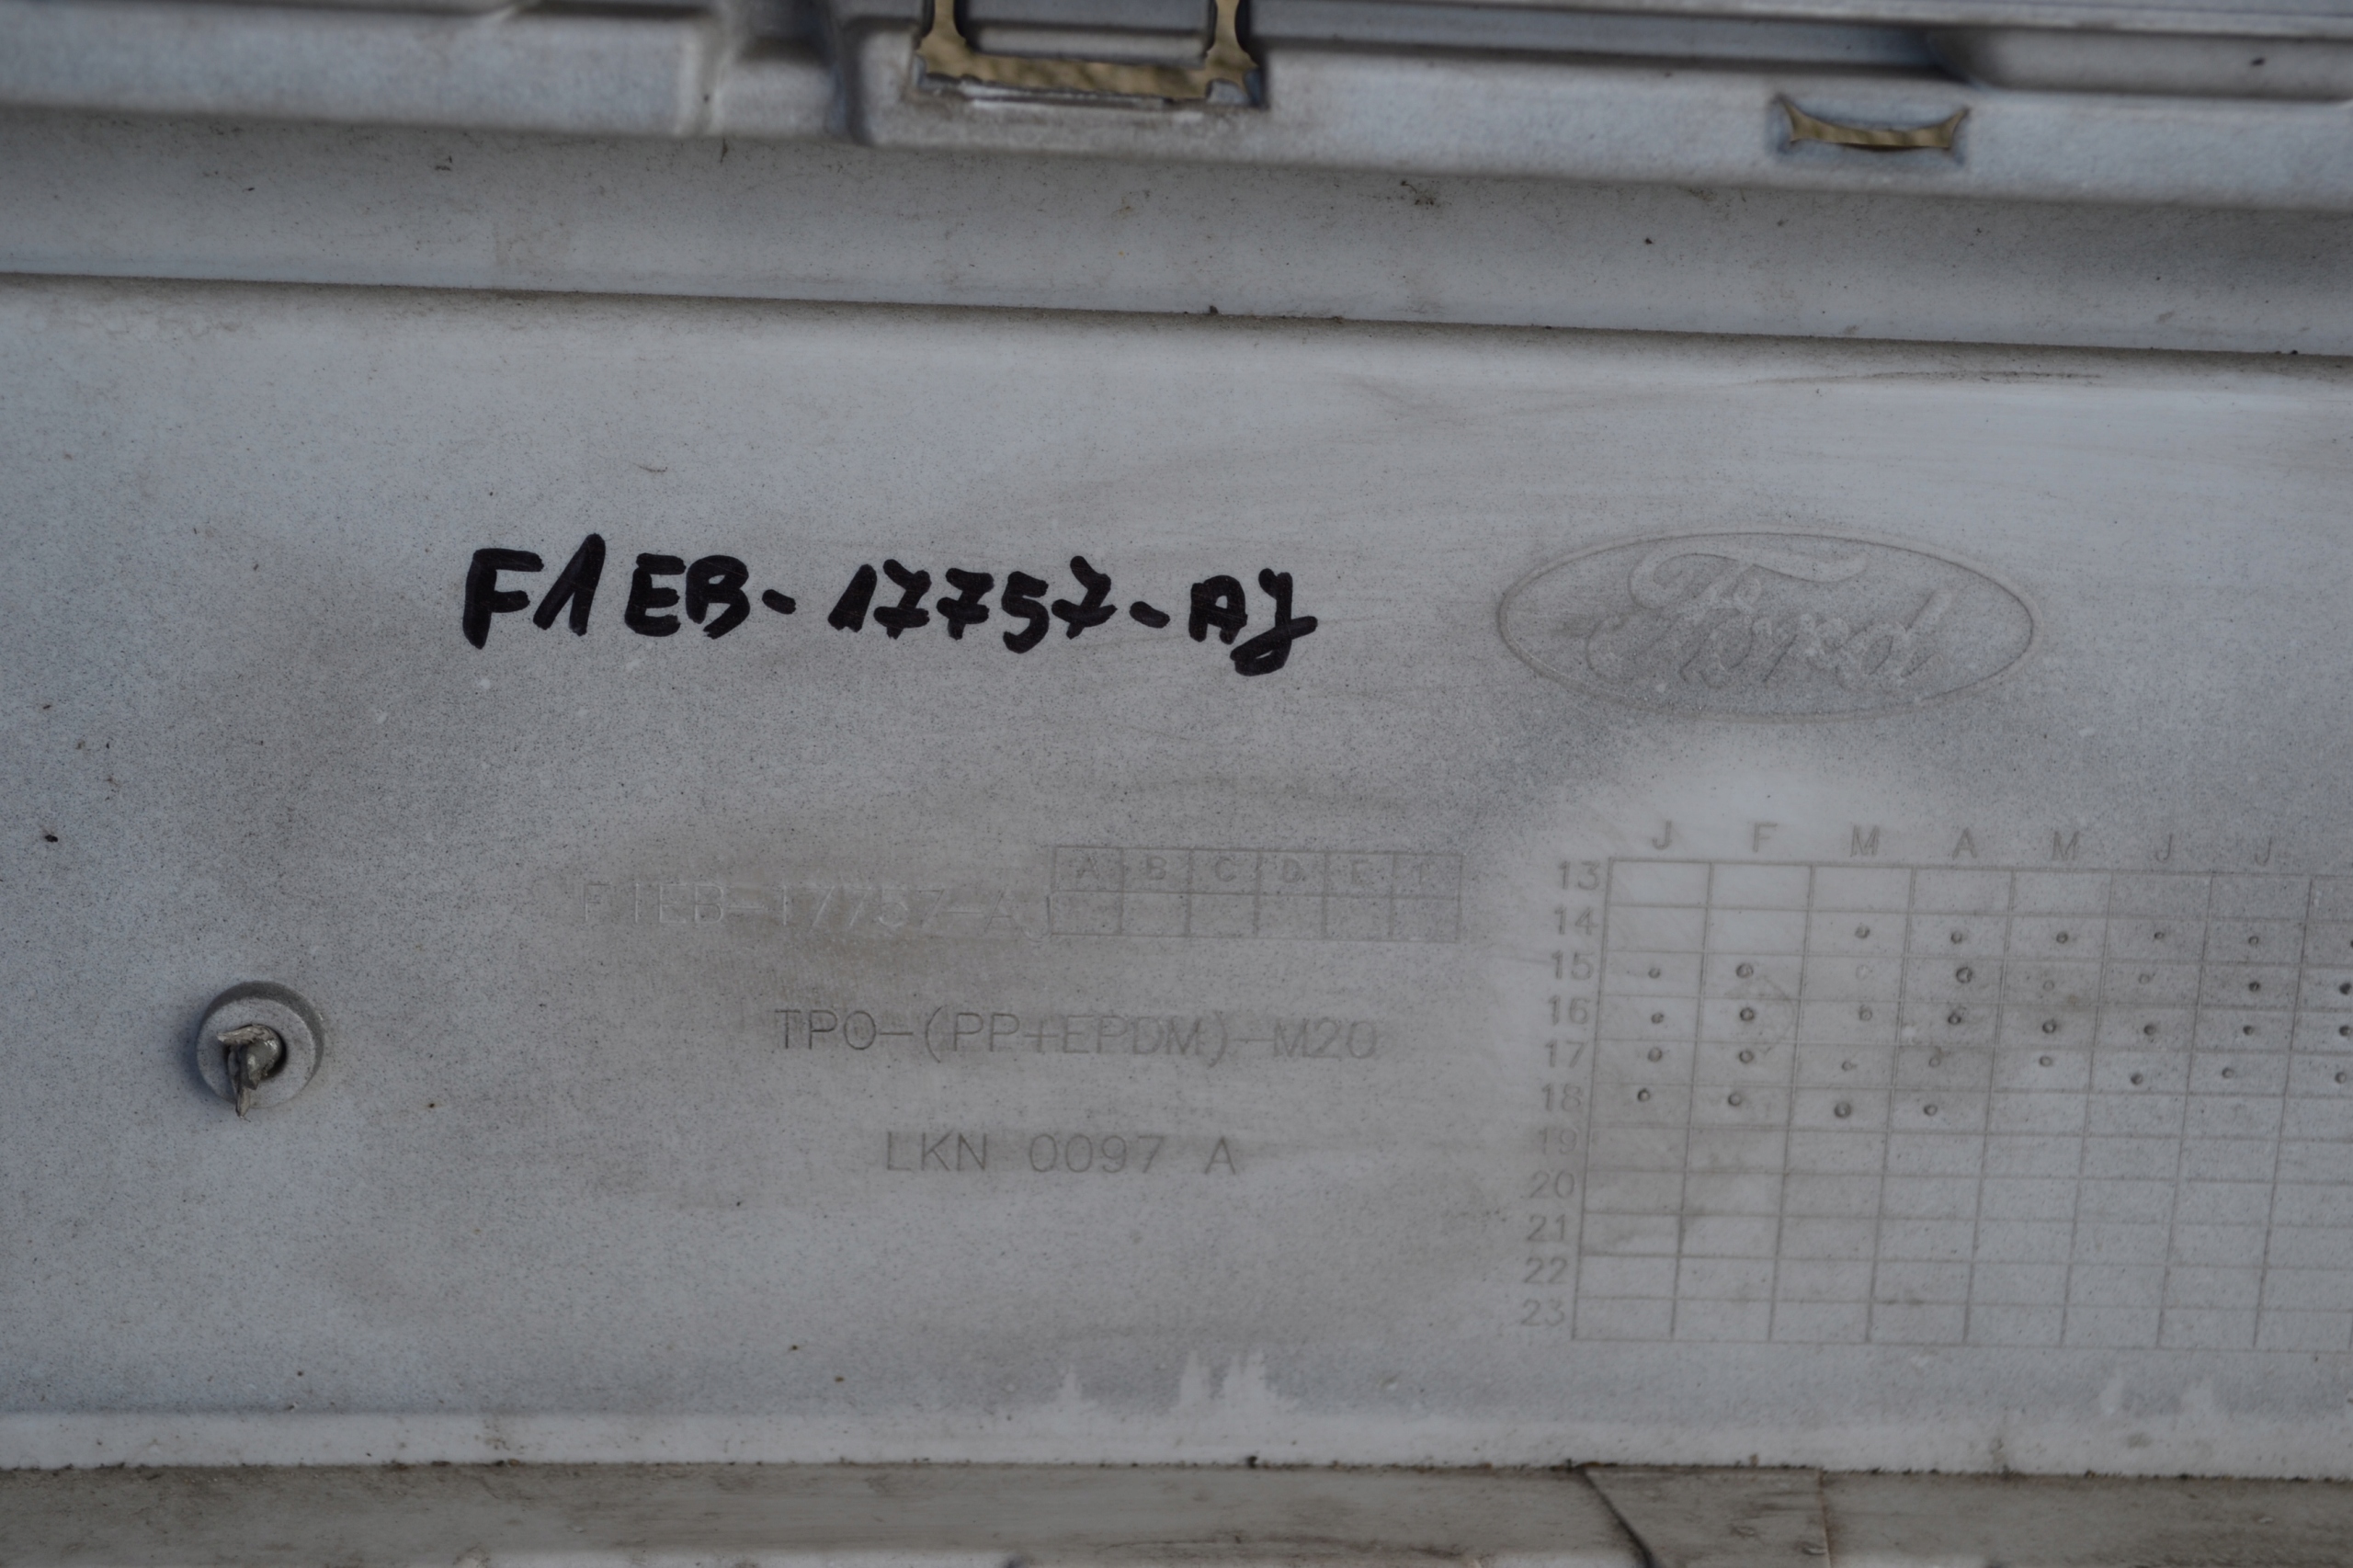 F1EB-17757-AJ
Ford
F1EB-17757-AJ
A B C D E F
TPO-(PP+EPDM)-M20
LKN 0097 A
J F M A M J J
13
14
15
16
17
18
19
20
21
22
23